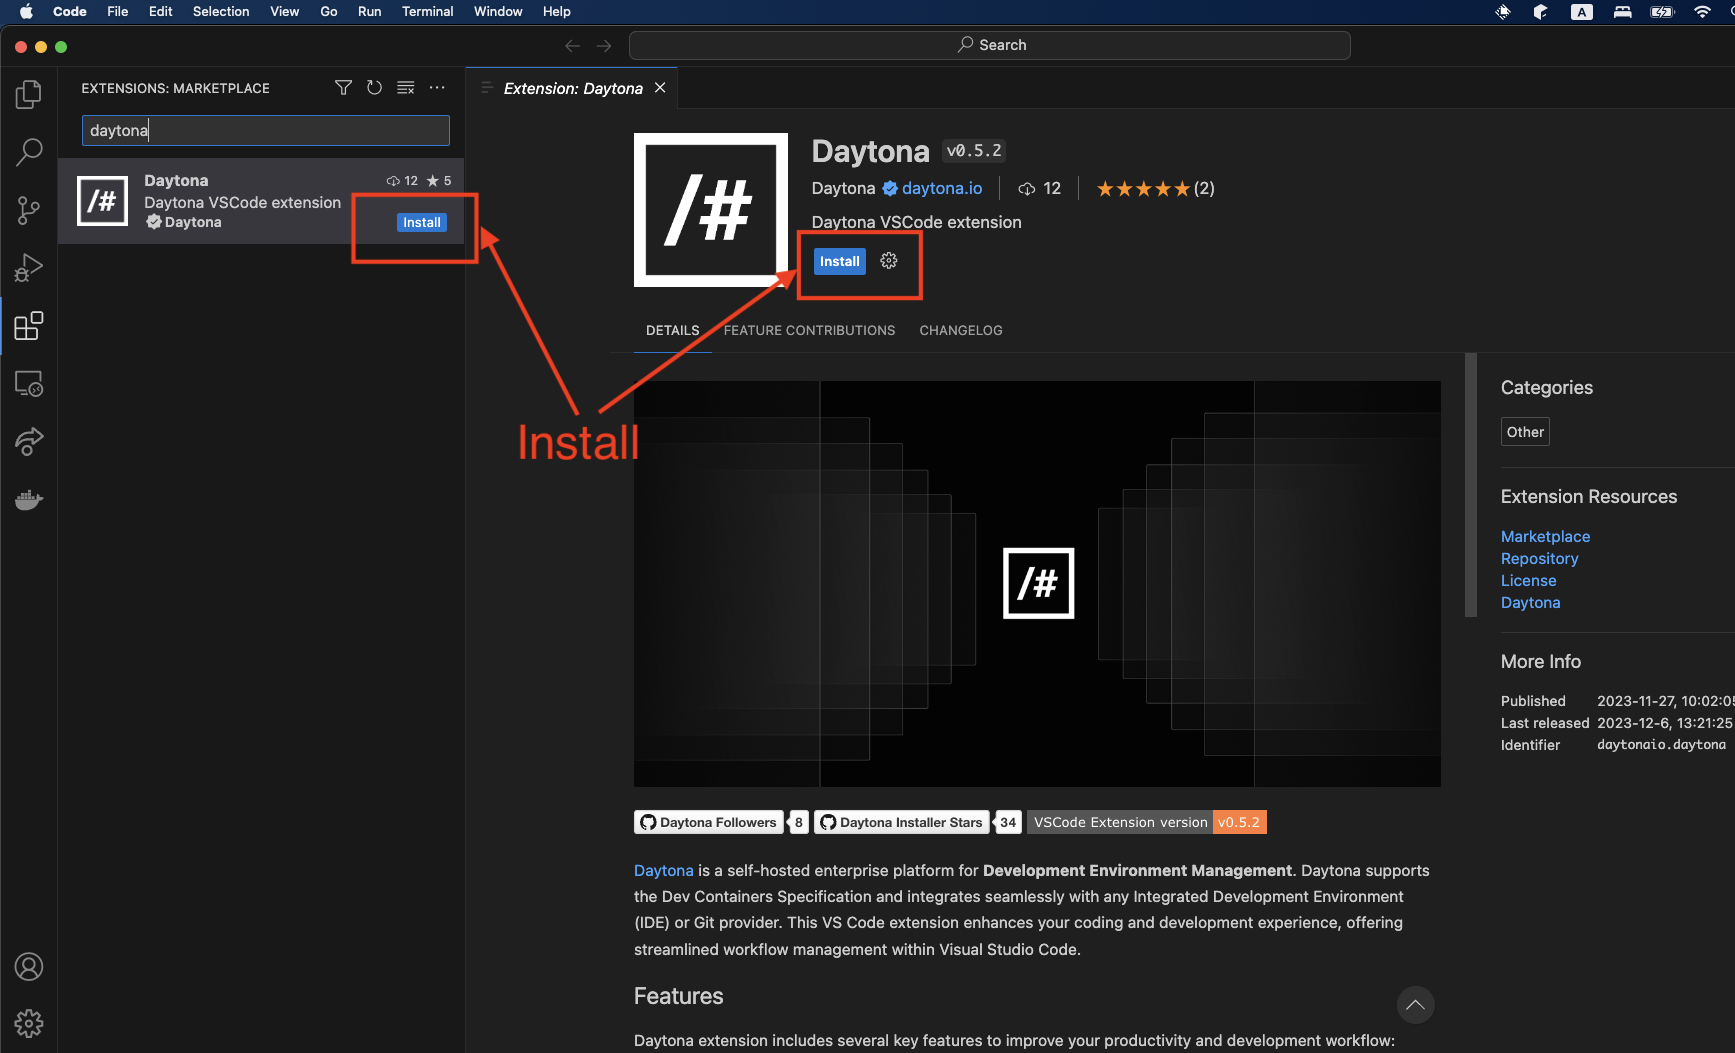 Code File Edit Selection View Go Run Terminal Window Help
A
Search
EXTENSIONS: MARKETPLACE
daytona
/#
Daytona
12 ★ 5
Daytona VSCode extension
Daytona
Install
Extension: Daytona
/#
Daytona v0.5.2
Daytona daytona.io 12 ★★★★★ (2)
Daytona VSCode extension
Install
DETAILS FEATURE CONTRIBUTIONS CHANGELOG
Install
/#
Daytona Followers 8 Daytona Installer Stars 34 VSCode Extension version v0.5.2
Daytona is a self-hosted enterprise platform for Development Environment Management. Daytona supports
the Dev Containers Specification and integrates seamlessly with any Integrated Development Environment
(IDE) or Git provider. This VS Code extension enhances your coding and development experience, offering
streamlined workflow management within Visual Studio Code.
Features
Daytona extension includes several key features to improve your productivity and development workflow:
Categories
Other
Extension Resources
Marketplace
Repository
License
Daytona
More Info
Published 2023-11-27, 10:02:05
Last released 2023-12-6, 13:21:25
Identifier daytonaio.daytona